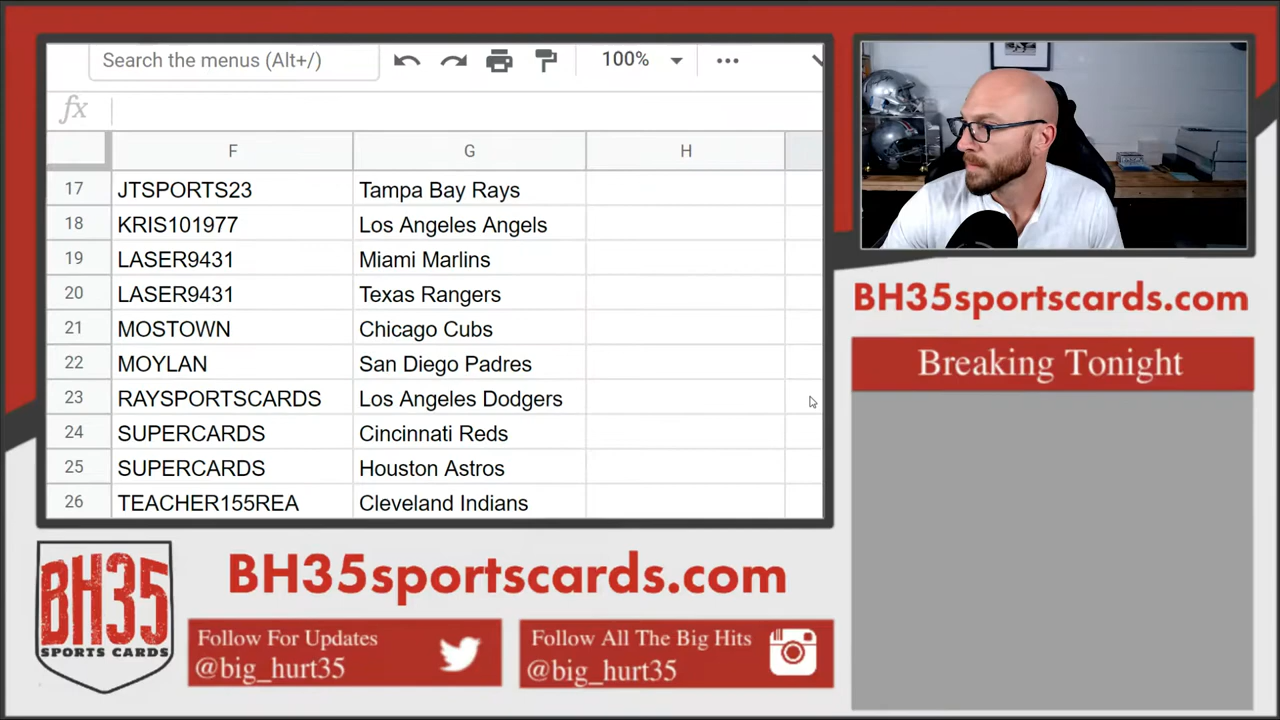 Search the menus (Alt+/)
100%
fx
F G H
17 JTSPORTS23 Tampa Bay Rays
18 KRIS101977 Los Angeles Angels
19 LASER9431 Miami Marlins
20 LASER9431 Texas Rangers
21 MOSTOWN Chicago Cubs
22 MOYLAN San Diego Padres
23 RAYSPORTSCARDS Los Angeles Dodgers
24 SUPERCARDS Cincinnati Reds
25 SUPERCARDS Houston Astros
26 TEACHER155REA Cleveland Indians
BH35sportscards.com
Breaking Tonight
BH35
SPORTS CARDS
BH35sportscards.com
Follow For Updates
@big_hurt35
Follow All The Big Hits
@big_hurt35